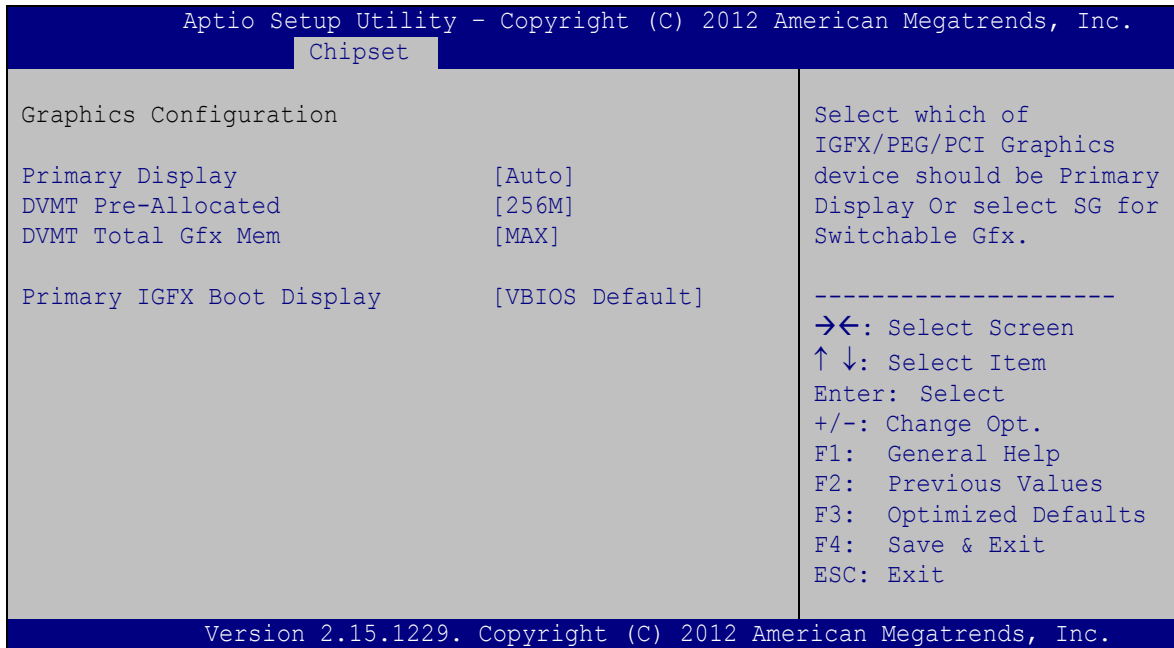 Aptio Setup Utility – Copyright (C) 2012 American Megatrends, Inc.
Chipset
Graphics Configuration
Primary Display [Auto]
DVMT Pre-Allocated [256M]
DVMT Total Gfx Mem [MAX]
Primary IGFX Boot Display [VBIOS Default]
Select which of
IGFX/PEG/PCI Graphics
device should be Primary
Display Or select SG for
Switchable Gfx.
---------------------
→←: Select Screen
↑ ↓: Select Item
Enter: Select
+/-: Change Opt.
F1: General Help
F2: Previous Values
F3: Optimized Defaults
F4: Save & Exit
ESC: Exit
Version 2.15.1229. Copyright (C) 2012 American Megatrends, Inc.